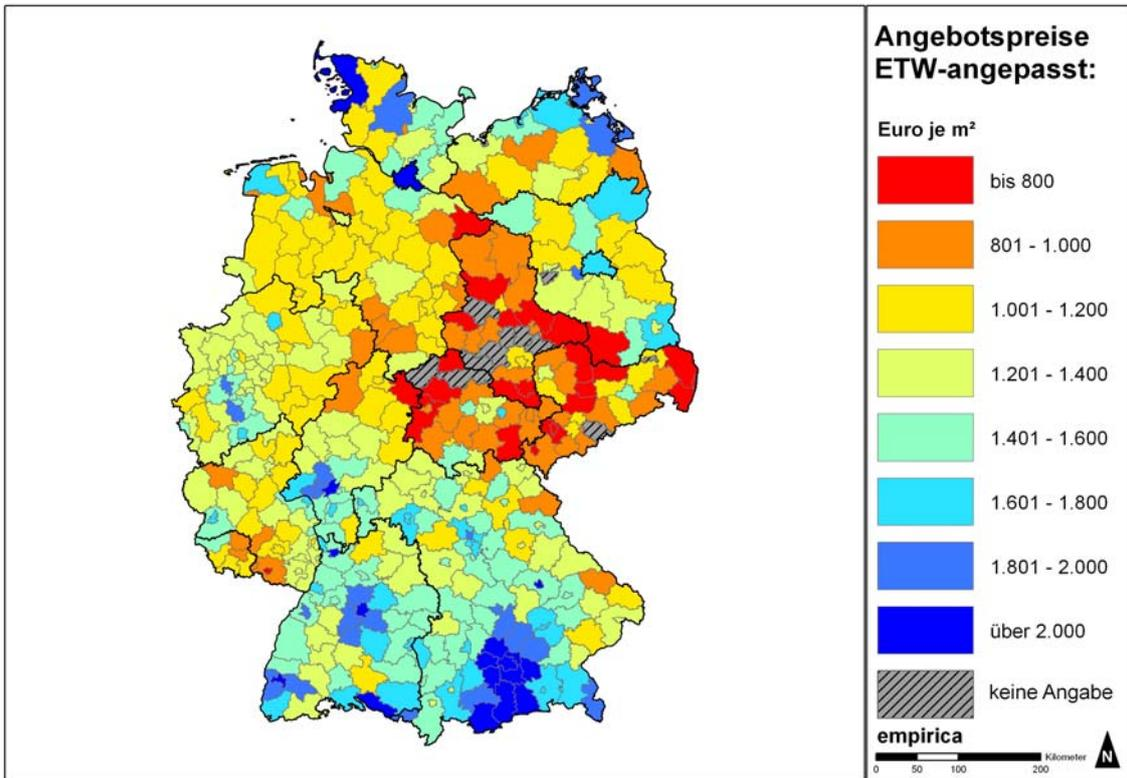 Angebotspreise
ETW-angepasst:
Euro je m²
bis 800
801 - 1.000
1.001 - 1.200
1.201 - 1.400
1.401 - 1.600
1.601 - 1.800
1.801 - 2.000
über 2.000
keine Angabe
empirica
Kilometer
0 50 100 200
N